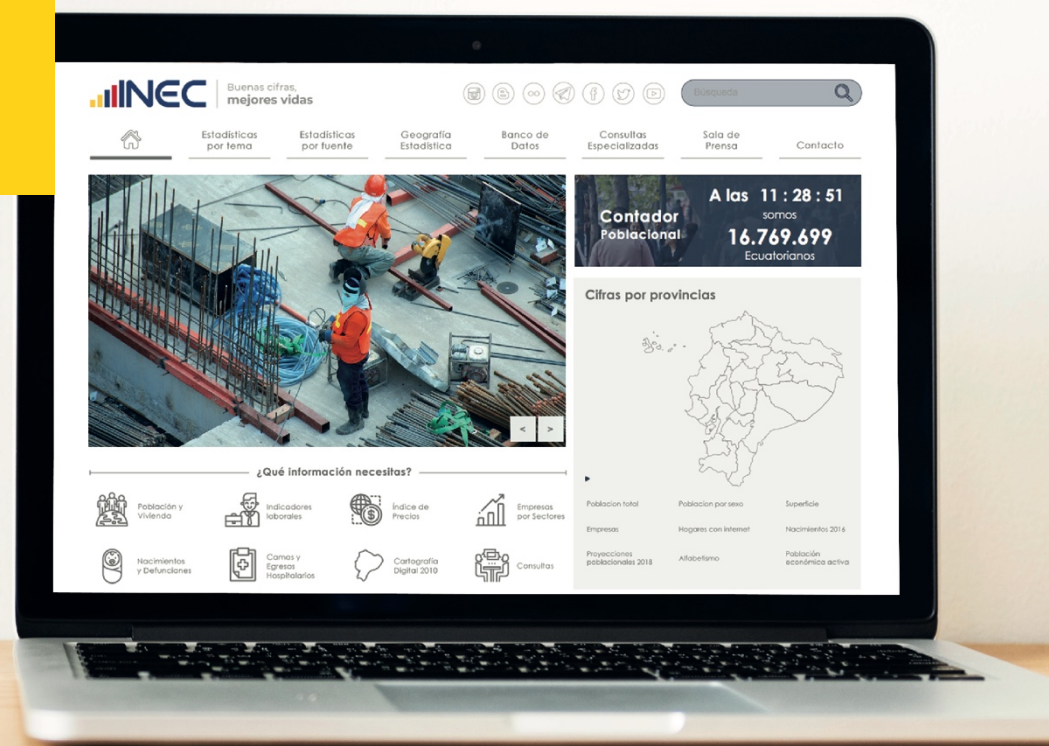 INEC
Buenas cifras,
mejores vidas
Búsqueda
Estadísticas
por tema
Estadísticas
por fuente
Geografía
Estadística
Banco de
Datos
Consultas
Especializadas
Sala de
Prensa
Contacto
Contador
Poblacional
A las 11 : 28 : 51
somos
16.769.699
Ecuatorianos
Cifras por provincias
< >
¿Qué información necesitas?
Población y
Vivienda
Indicadores
laborales
Índice de
Precios
Empresas
por Sectores
Nacimientos
y Defunciones
Camas y
Egresos
Hospitalarios
Cartografía
Digital 2010
Consultas
Poblacion total
Poblacion por sexo
Superficie
Empresas
Hogares con internet
Nacimientos 2016
Proyecciones
poblacionales 2018
Alfabetismo
Población
económica activa